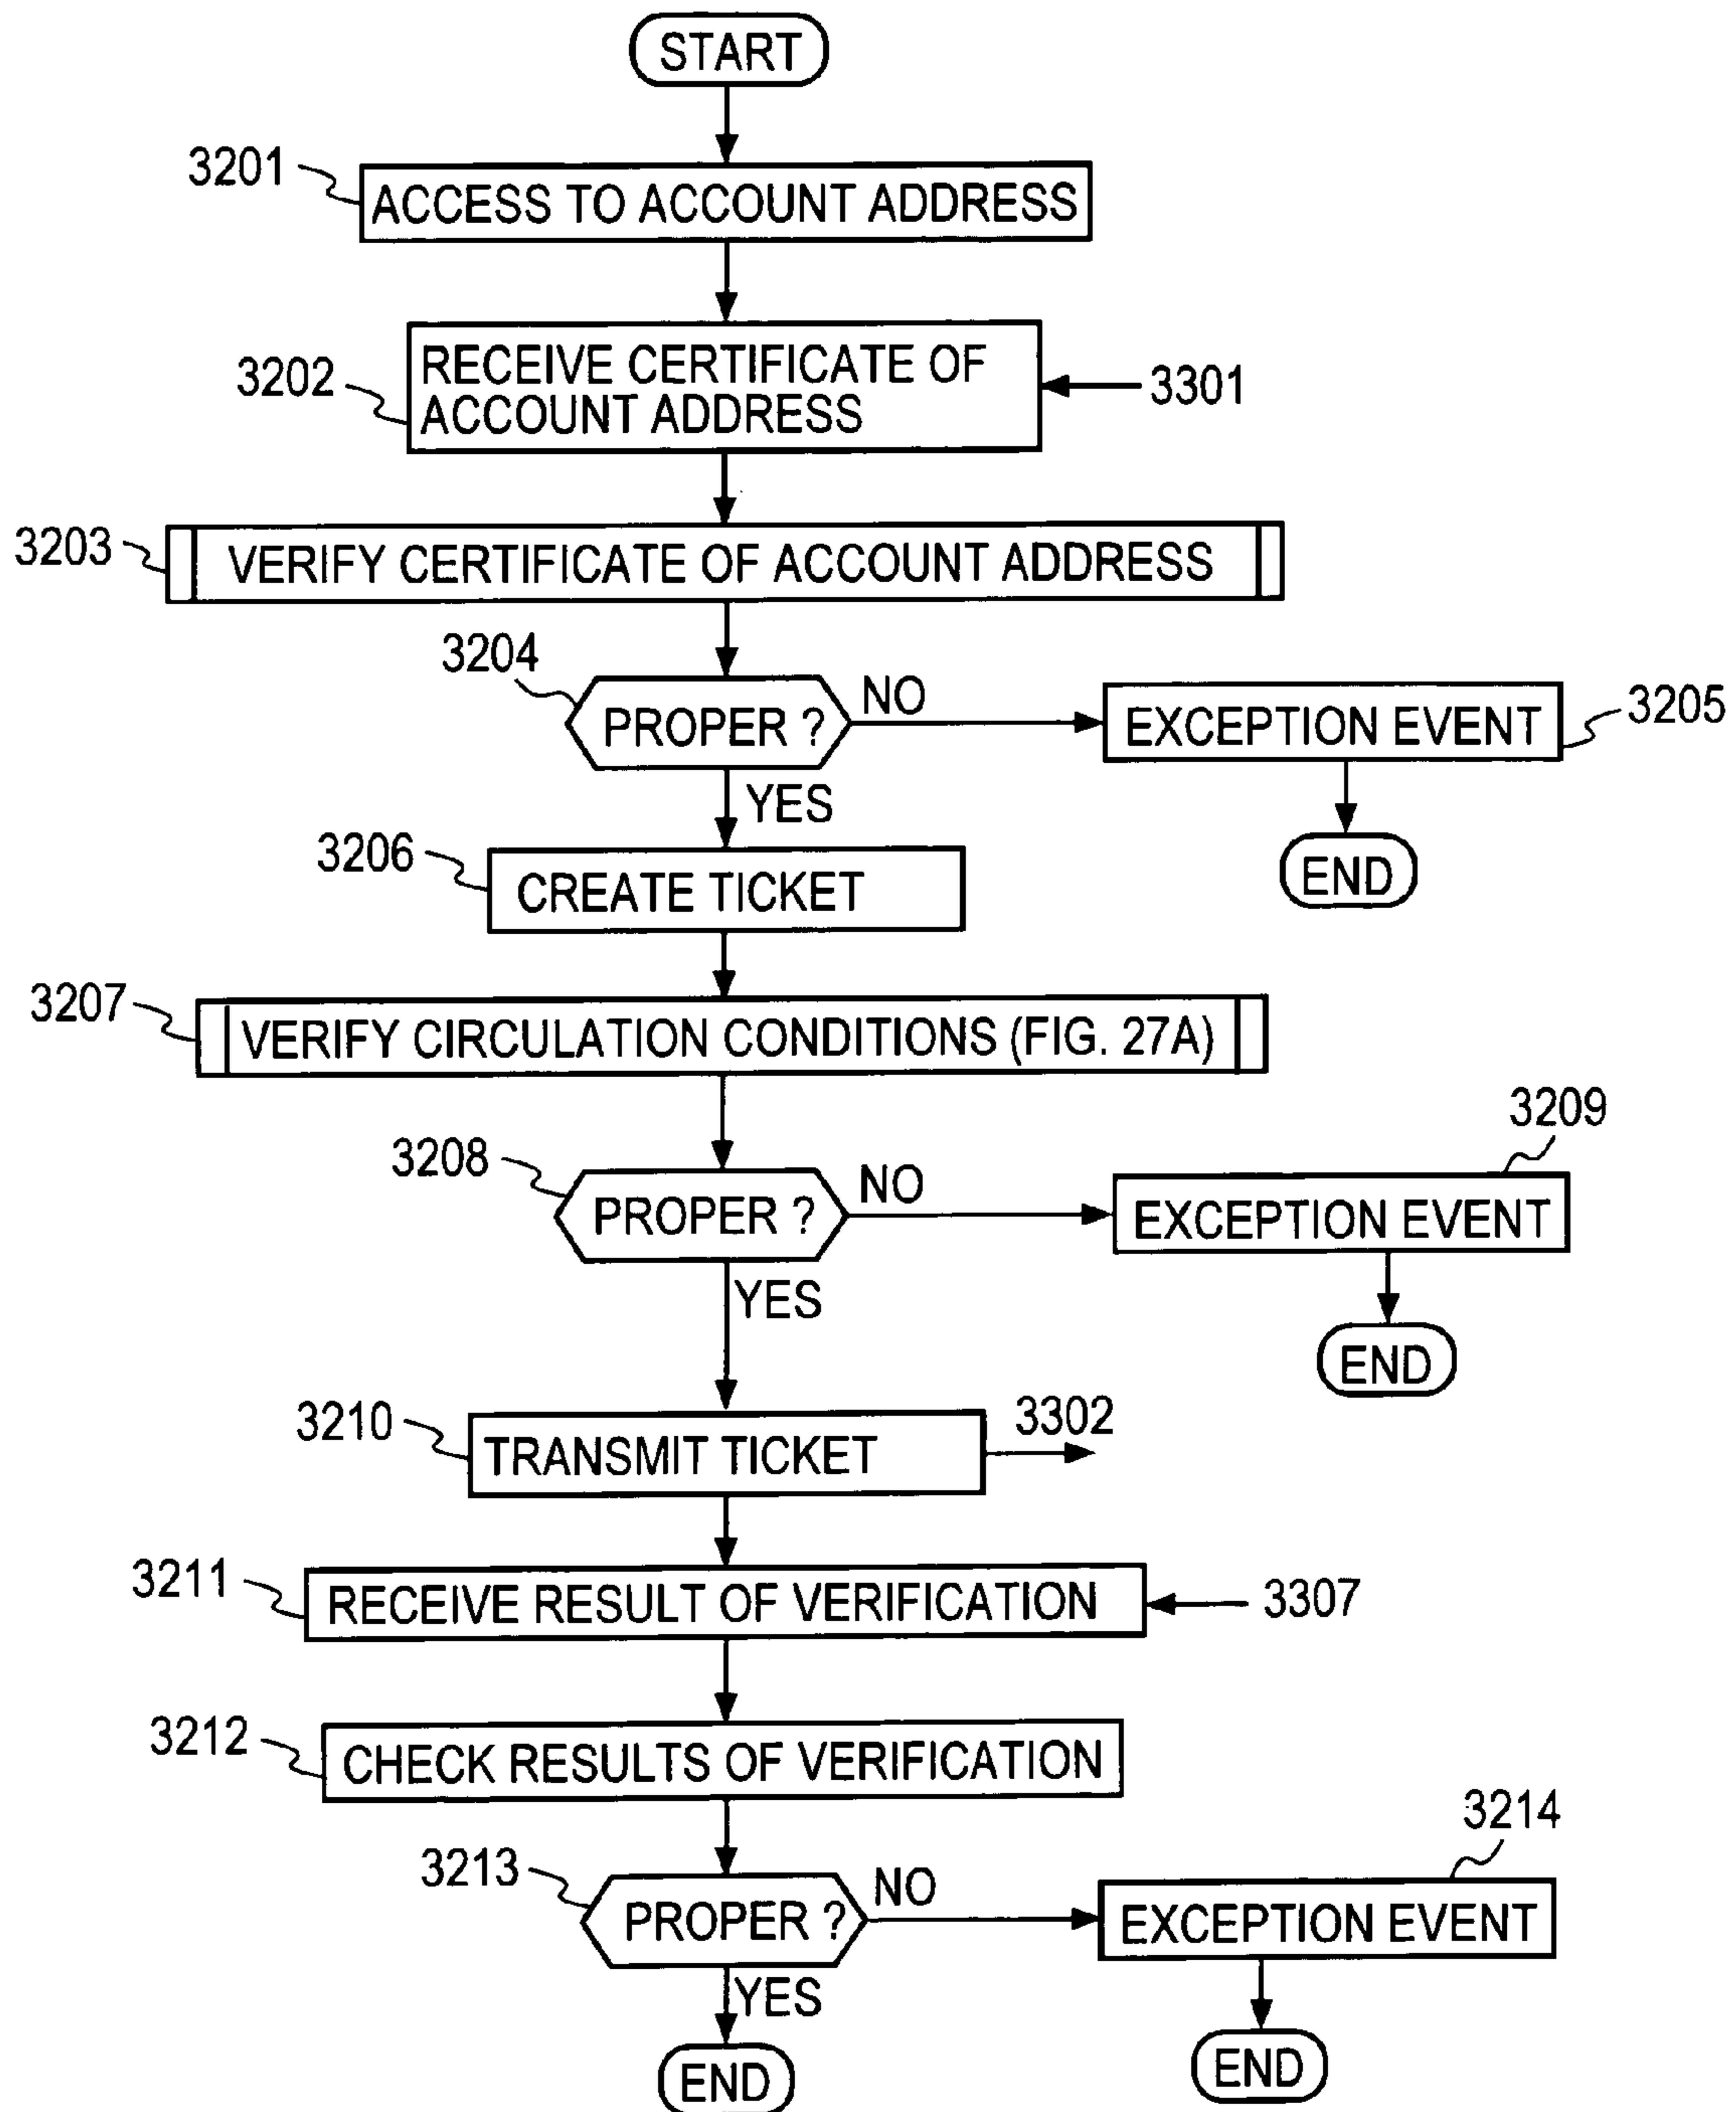 START
3201
ACCESS TO ACCOUNT ADDRESS
3202
RECEIVE CERTIFICATE OF
ACCOUNT ADDRESS
3301
3203
VERIFY CERTIFICATE OF ACCOUNT ADDRESS
3204
PROPER ?
NO
EXCEPTION EVENT
3205
YES
END
3206
CREATE TICKET
3207
VERIFY CIRCULATION CONDITIONS (FIG. 27A)
3208
PROPER ?
NO
3209
EXCEPTION EVENT
YES
END
3210
TRANSMIT TICKET
3302
3211
RECEIVE RESULT OF VERIFICATION
3307
3212
CHECK RESULTS OF VERIFICATION
3213
PROPER ?
NO
3214
EXCEPTION EVENT
YES
END
END